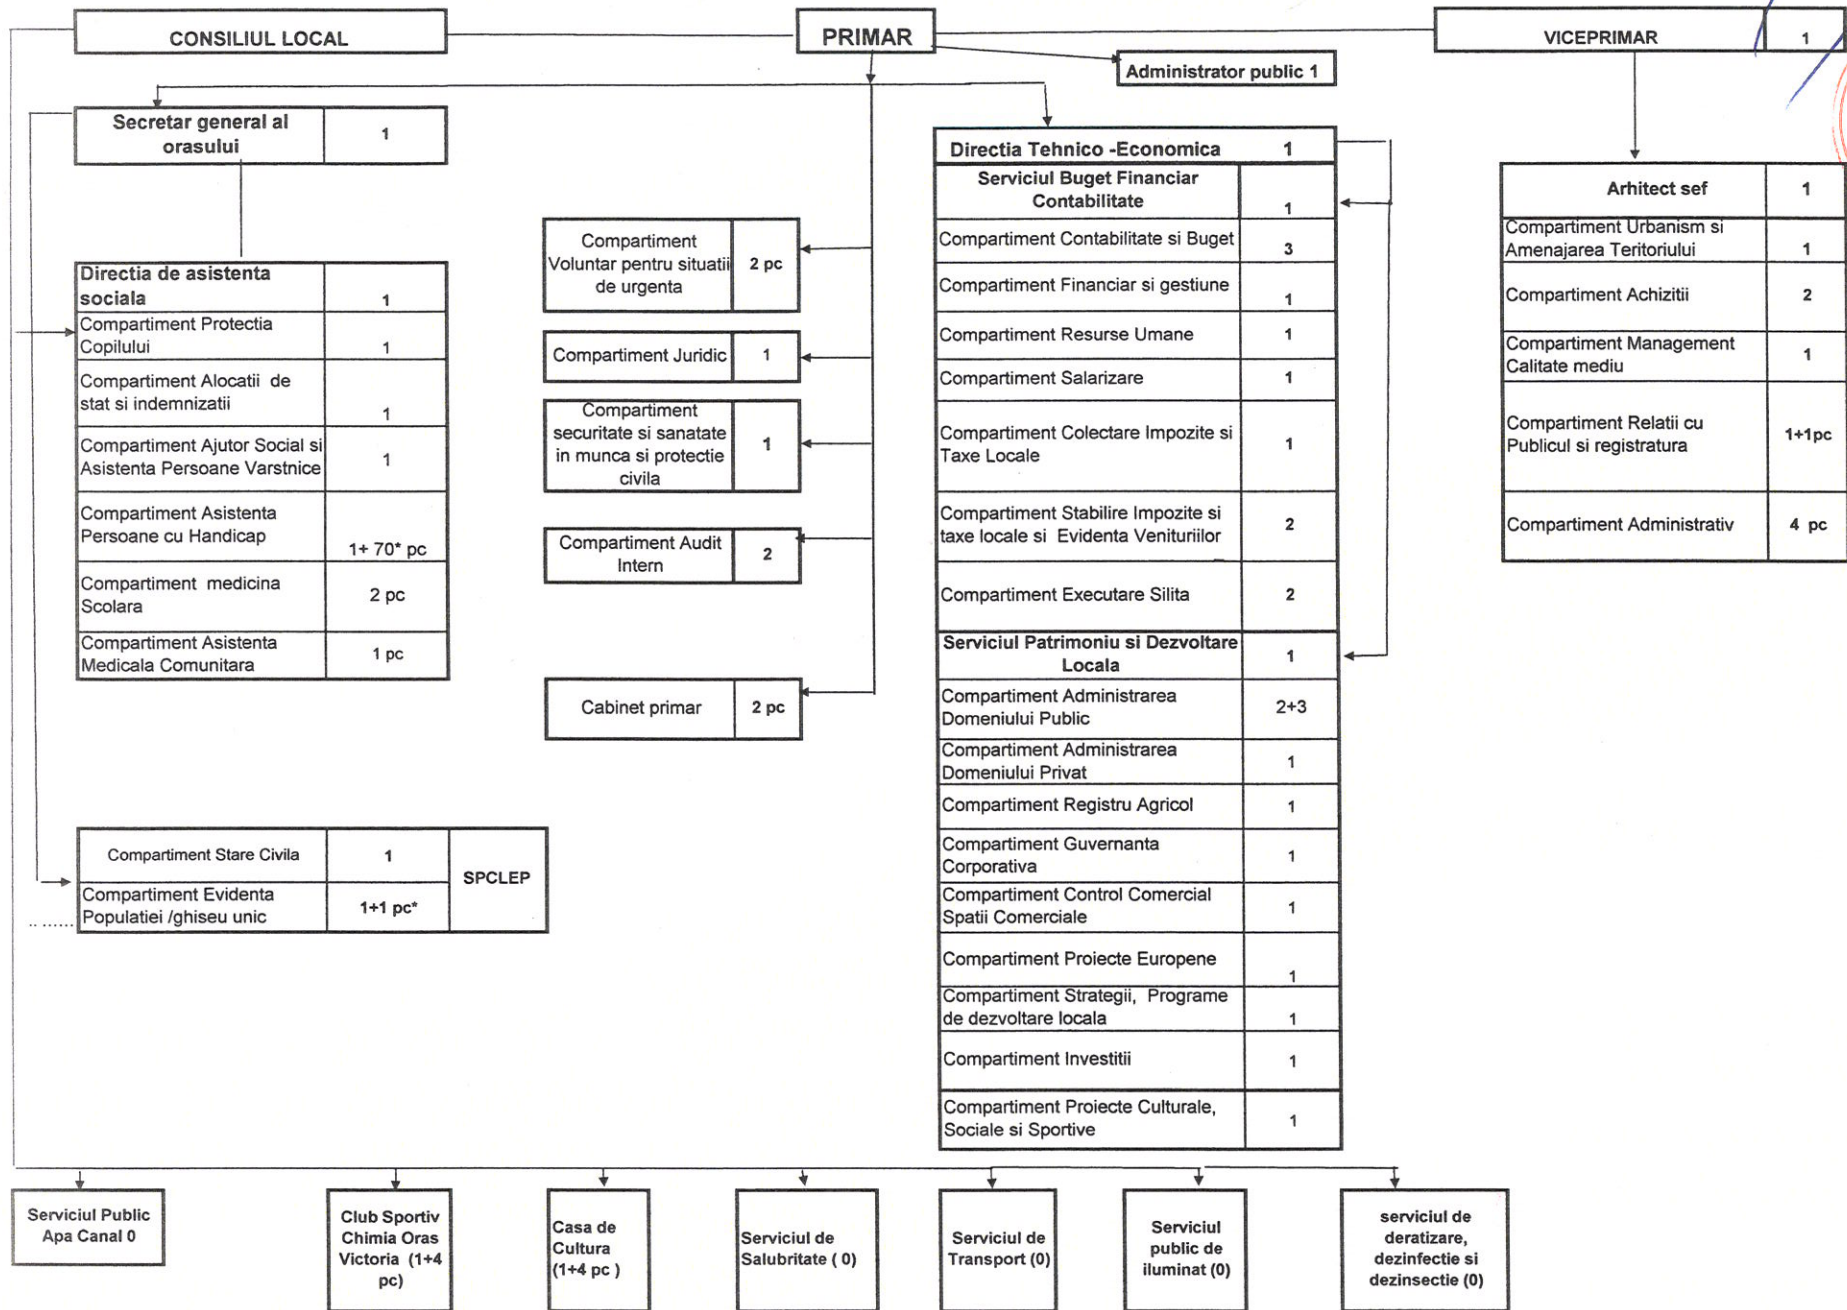 CONSILIUL LOCAL
PRIMAR
VICEPRIMAR 1
Administrator public 1
Secretar general al
orasului
1
Directia de asistenta
sociala 1
Compartiment Protectia
Copilului 1
Compartiment Alocatii de
stat si indemnizatii 1
Compartiment Ajutor Social si
Asistenta Persoane Varstnice
1
Compartiment Asistenta
Persoane cu Handicap
1+ 70* pc
Compartiment medicina
Scolara
2 pc
Compartiment Asistenta
Medicala Comunitara
1 pc
Compartiment Stare Civila 1
Compartiment Evidenta
Populatiei /ghiseu unic
1+1 pc*
SPCLEP
.. ......
Compartiment
Voluntar pentru situatii
de urgenta
2 pc
Compartiment Juridic 1
Compartiment
securitate si sanatate
in munca si protectie
civila
1
Compartiment Audit
Intern
2
Cabinet primar 2 pc
Directia Tehnico -Economica 1
Serviciul Buget Financiar
Contabilitate
1
Compartiment Contabilitate si Buget 3
Compartiment Financiar si gestiune 1
Compartiment Resurse Umane 1
Compartiment Salarizare 1
Compartiment Colectare Impozite si
Taxe Locale
1
Compartiment Stabilire Impozite si
taxe locale si Evidenta Venituriilor
2
Compartiment Executare Silita 2
Serviciul Patrimoniu si Dezvoltare
Locala
1
Compartiment Administrarea
Domeniului Public
2+3
Compartiment Administrarea
Domeniului Privat
1
Compartiment Registru Agricol 1
Compartiment Guvernanta
Corporativa
1
Compartiment Control Comercial
Spatii Comerciale
1
Compartiment Proiecte Europene 1
Compartiment Strategii, Programe
de dezvoltare locala
1
Compartiment Investitii 1
Compartiment Proiecte Culturale,
Sociale si Sportive
1
Arhitect sef 1
Compartiment Urbanism si
Amenajarea Teritoriului
1
Compartiment Achizitii 2
Compartiment Management
Calitate mediu
1
Compartiment Relatii cu
Publicul si registratura
1+1pc
Compartiment Administrativ 4 pc
Serviciul Public
Apa Canal 0
Club Sportiv
Chimia Oras
Victoria (1+4
pc)
Casa de
Cultura
(1+4 pc )
Serviciul de
Salubritate ( 0)
Serviciul de
Transport (0)
Serviciul
public de
iluminat (0)
serviciul de
deratizare,
dezinfectie si
dezinsectie (0)